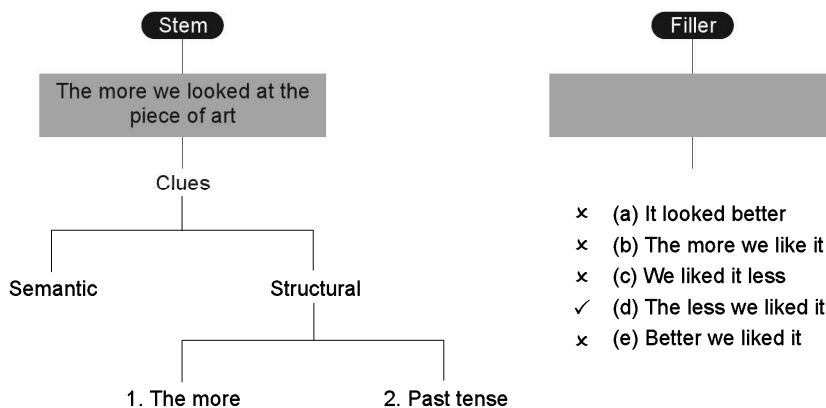 Stem
The more we looked at the
piece of art
Clues
Semantic
Structural
1. The more
2. Past tense
Filler
(a) It looked better
(b) The more we like it
(c) We liked it less
(d) The less we liked it
(e) Better we liked it